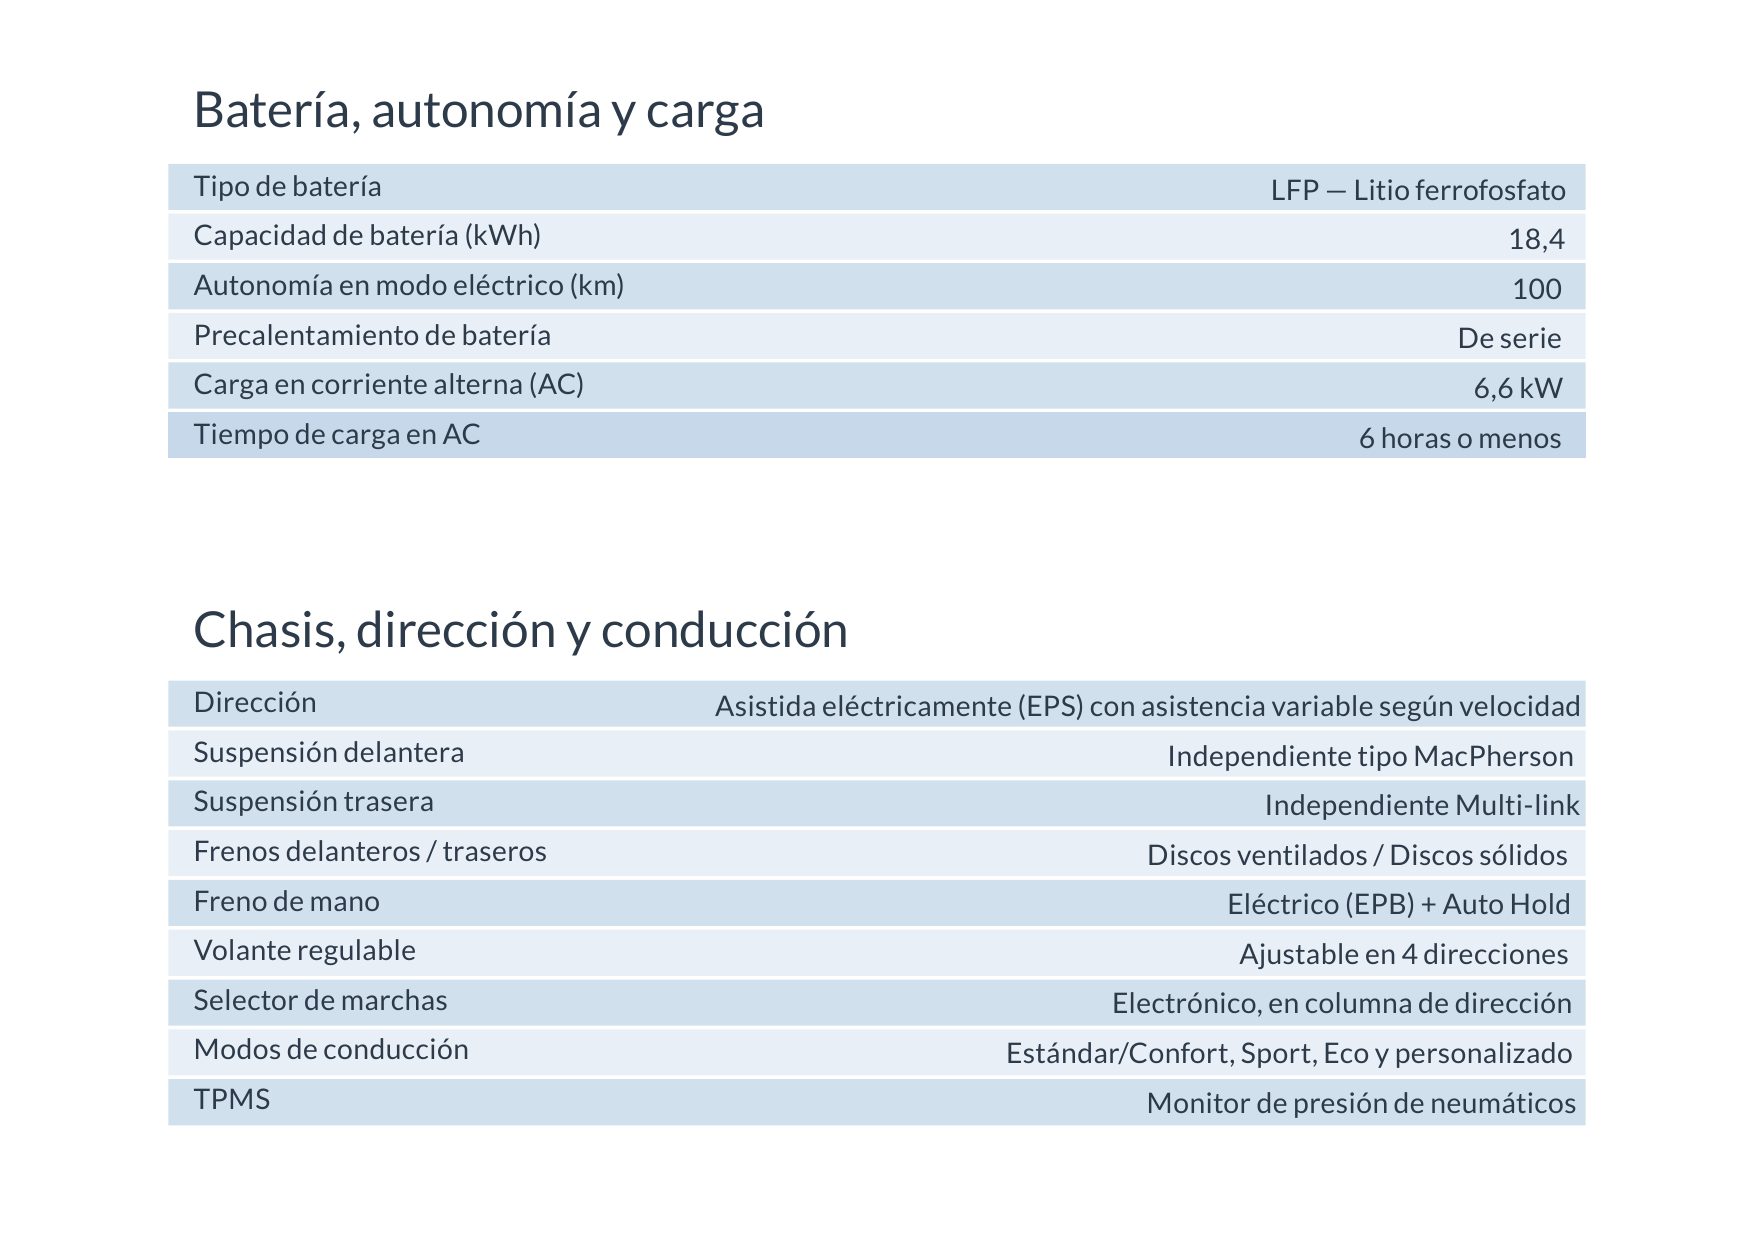 Batería, autonomía y carga
Tipo de batería LFP — Litio ferrofosfato
Capacidad de batería (kWh) 18,4
Autonomía en modo eléctrico (km) 100
Precalentamiento de batería De serie
Carga en corriente alterna (AC) 6,6 kW
Tiempo de carga en AC 6 horas o menos
Chasis, dirección y conducción
Dirección Asistida eléctricamente (EPS) con asistencia variable según velocidad
Suspensión delantera Independiente tipo MacPherson
Suspensión trasera Independiente Multi-link
Frenos delanteros / traseros Discos ventilados / Discos sólidos
Freno de mano Eléctrico (EPB) + Auto Hold
Volante regulable Ajustable en 4 direcciones
Selector de marchas Electrónico, en columna de dirección
Modos de conducción Estándar/Confort, Sport, Eco y personalizado
TPMS Monitor de presión de neumáticos